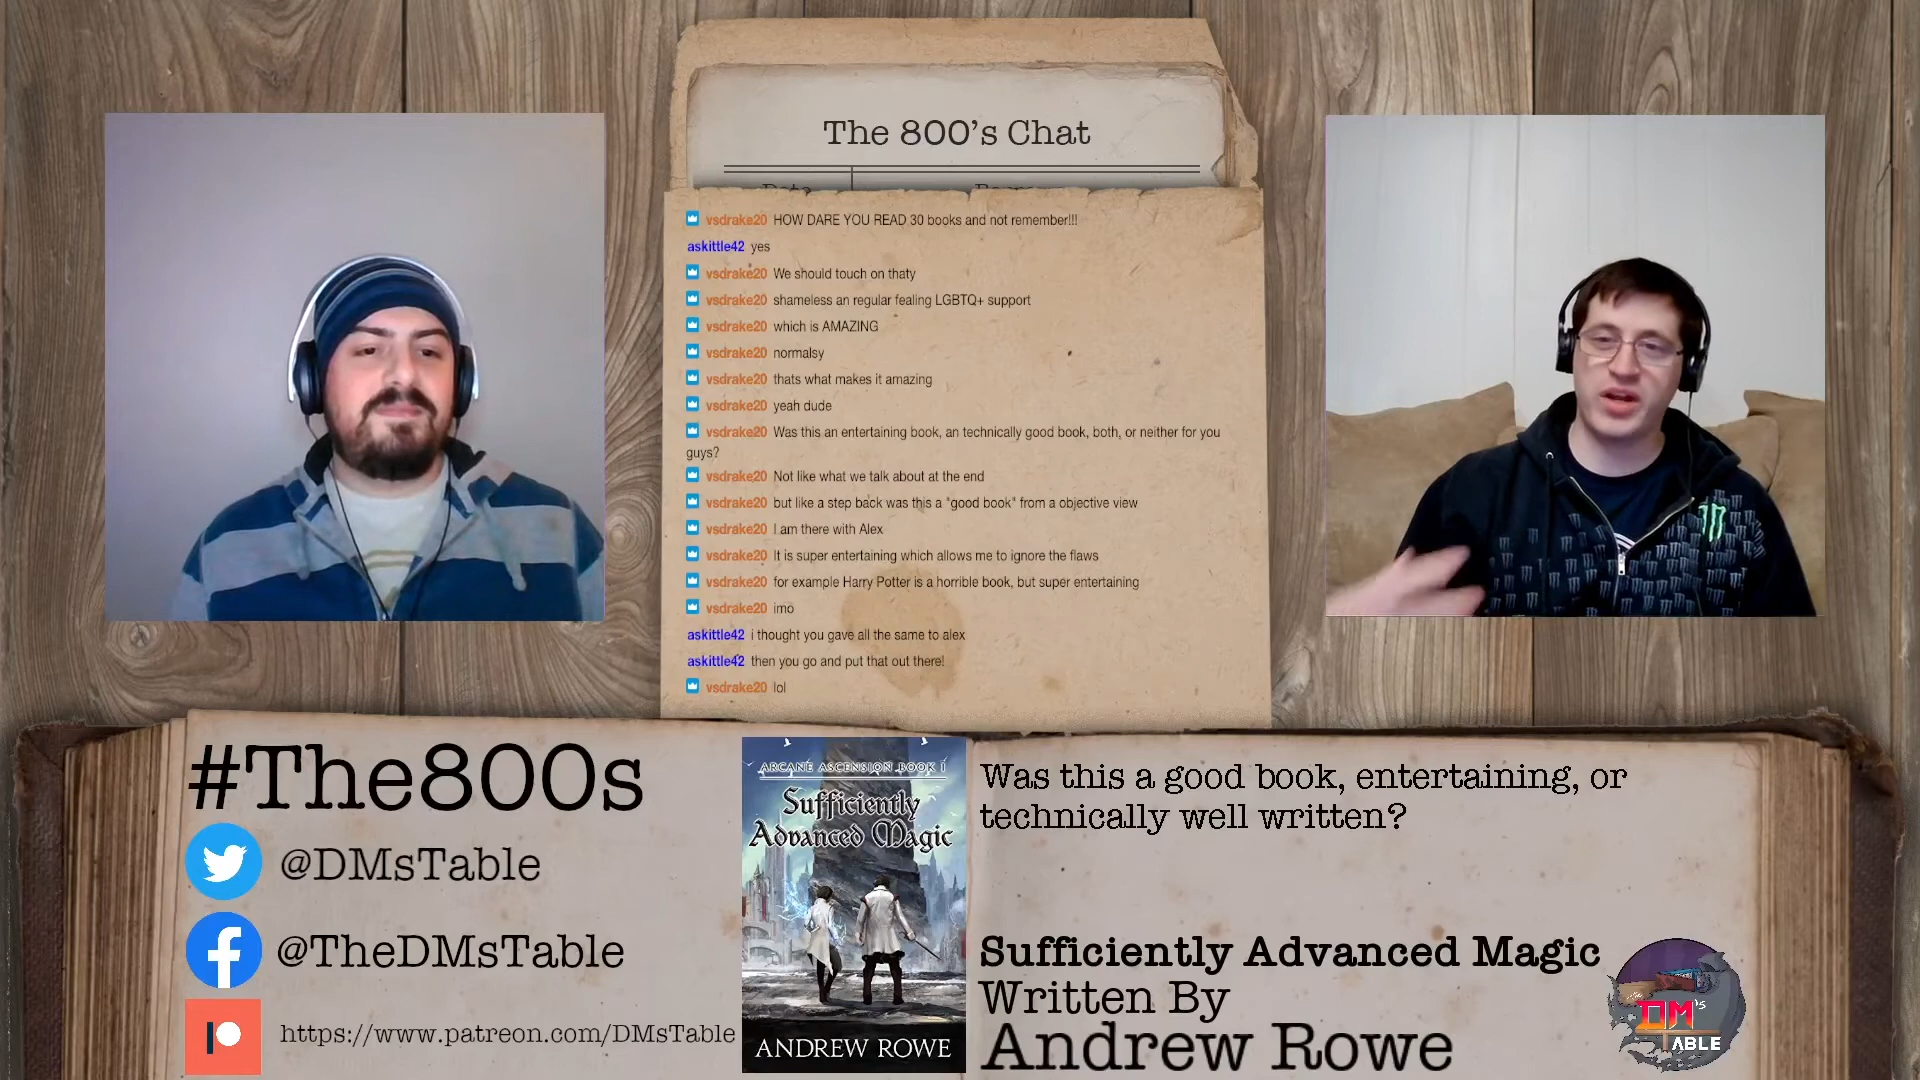 The 800's Chat
Date
vsdrake20 HOW DARE YOU READ 30 books and not remember!!!
askittle42 yes
vsdrake20 We should touch on thaty
vsdrake20 shameless an regular fealing LGBTQ+ support
vsdrake20 which is AMAZING
vsdrake20 normalsy
vsdrake20 thats what makes it amazing
vsdrake20 yeah dude
vsdrake20 Was this an entertaining book, an technically good book, both, or neither for you
guys?
vsdrake20 Not like what we talk about at the end
vsdrake20 but like a step back was this a "good book" from a objective view
vsdrake20 I am there with Alex
vsdrake20 It is super entertaining which allows me to ignore the flaws
vsdrake20 for example Harry Potter is a horrible book, but super entertaining
vsdrake20 imo
askittle42 i thought you gave all the same to alex
askittle42 then you go and put that out there!
vsdrake20 lol
#The800s
@DMsTable
@TheDMsTable
https://www.patreon.com/DMsTable
ARCANE ASCENSION BOOK 1
Sufficiently
Advanced Magic
ANDREW ROWE
Was this a good book, entertaining, or
technically well written?
Sufficiently Advanced Magic
Written By
Andrew Rowe
DM's
TABLE